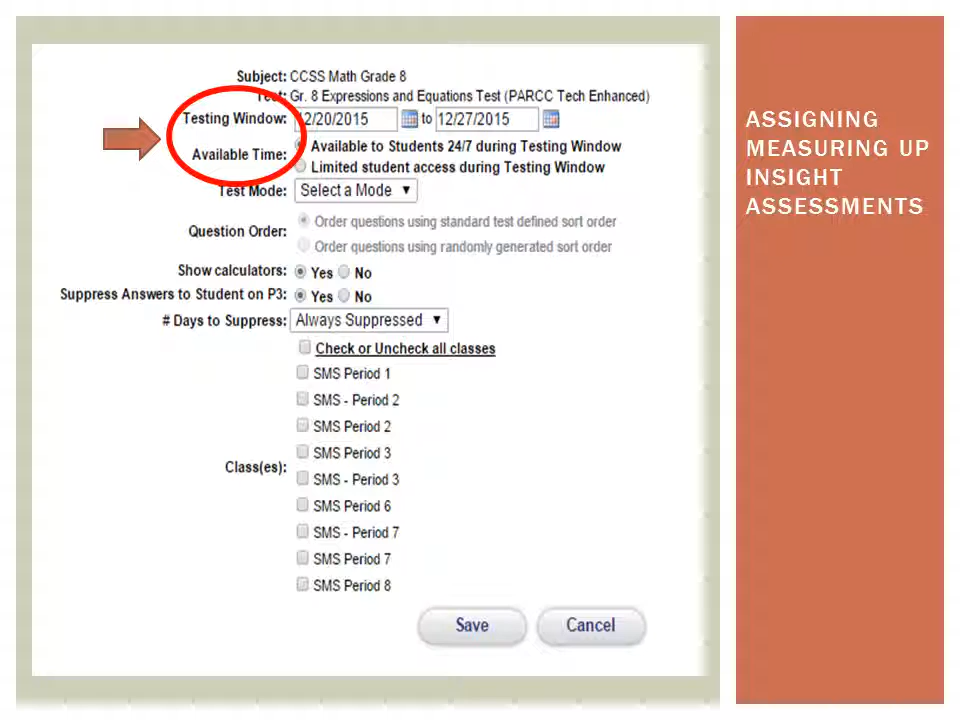 Subject: CCSS Math Grade 8
Test: Gr. 8 Expressions and Equations Test (PARCC Tech Enhanced)
Testing Window: 12/20/2015 to 12/27/2015
Available Time: Available to Students 24/7 during Testing Window
Limited student access during Testing Window
Test Mode: Select a Mode
Question Order: Order questions using standard test defined sort order
Order questions using randomly generated sort order
Show calculators: Yes No
Suppress Answers to Student on P3: Yes No
# Days to Suppress: Always Suppressed
Check or Uncheck all classes
SMS Period 1
SMS - Period 2
SMS Period 2
SMS Period 3
Class(es):
SMS - Period 3
SMS Period 6
SMS - Period 7
SMS Period 7
SMS Period 8
Save Cancel
ASSIGNING
MEASURING UP
INSIGHT
ASSESSMENTS